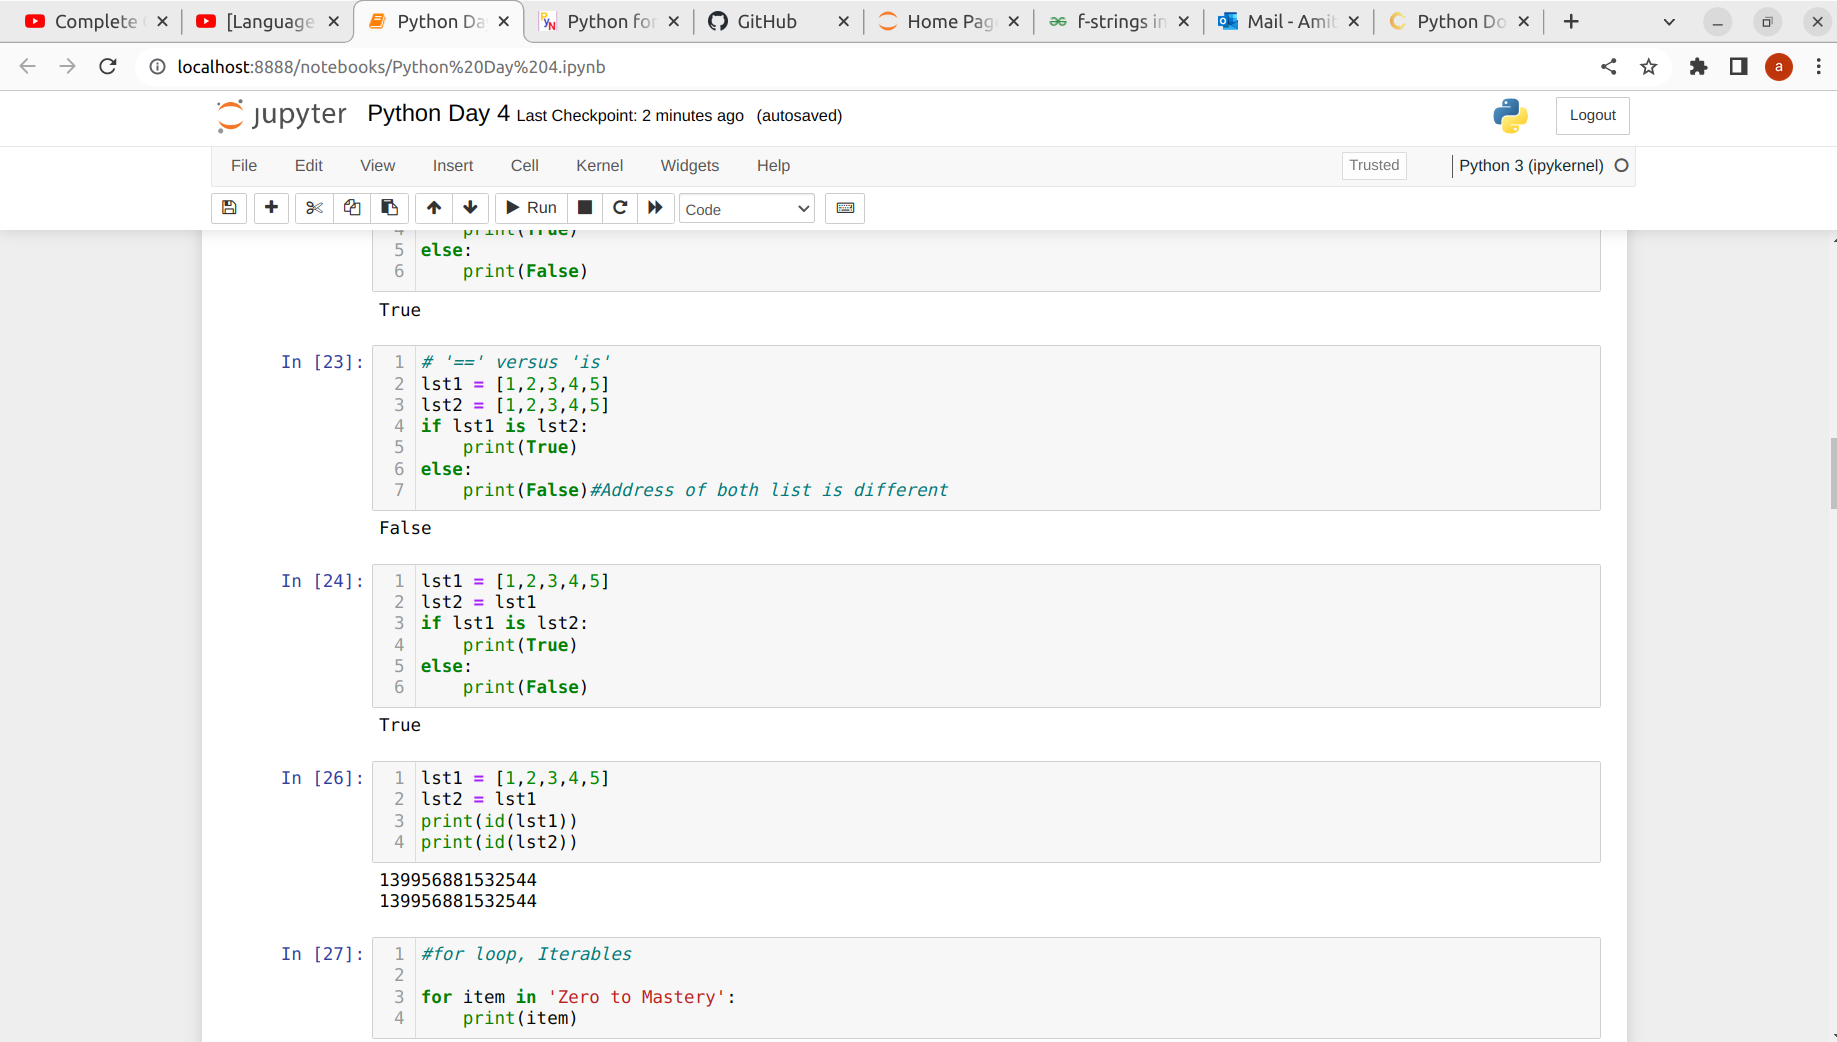 Complete
[Language
Python Da
Python for
GitHub
Home Pag
f-strings in
Mail - Amit
Python Do
localhost:8888/notebooks/Python%20Day%204.ipynb
a
jupyter
Python Day 4 Last Checkpoint: 2 minutes ago (autosaved)
Logout
File Edit View Insert Cell Kernel Widgets Help
Trusted
Python 3 (ipykernel)
Run
Code
4 print(True)
5 else:
6 print(False)
True
In [23]:
1 # '==' versus 'is'
2 lst1 = [1,2,3,4,5]
3 lst2 = [1,2,3,4,5]
4 if lst1 is lst2:
5 print(True)
6 else:
7 print(False)#Address of both list is different
False
In [24]:
1 lst1 = [1,2,3,4,5]
2 lst2 = lst1
3 if lst1 is lst2:
4 print(True)
5 else:
6 print(False)
True
In [26]:
1 lst1 = [1,2,3,4,5]
2 lst2 = lst1
3 print(id(lst1))
4 print(id(lst2))
139956881532544
139956881532544
In [27]:
1 #for loop, Iterables
2
3 for item in 'Zero to Mastery':
4 print(item)